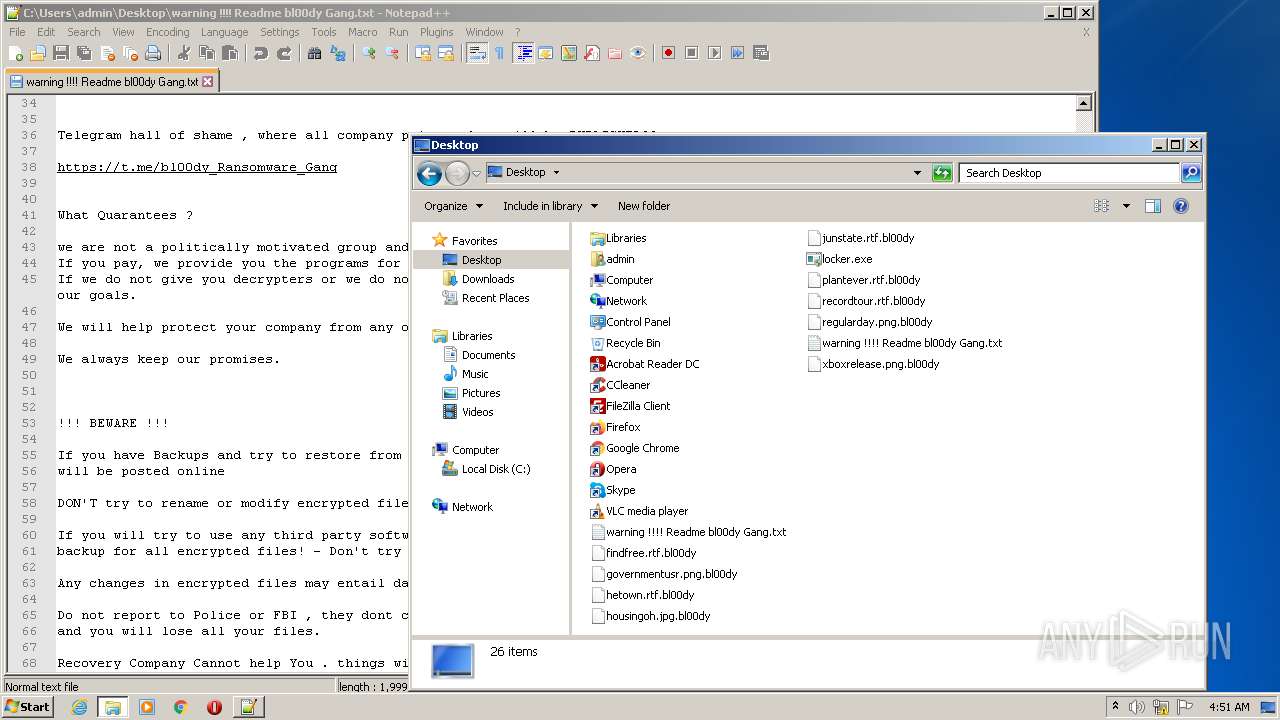 C:\Users\admin\Desktop\warning !!!! Readme bl00dy Gang.txt - Notepad++
File Edit Search View Encoding Language Settings Tools Macro Run Plugins Window ? X
warning !!!! Readme bl00dy Gang.txt
34
35
36 Telegram hall of shame , where all company
37
38 https://t.me/bl00dy_Ransomware_Gang
39
40
41 What Quarantees ?
42
43 we are not a politically motivated group and
44 If you pay, we provide you the programs for
45 If we do not give you decrypters or we do no
our goals.
46
47 We will help protect your company from any o
48
49 We always keep our promises.
50
51
52
53 !!! BEWARE !!!
54
55 If you have Backups and try to restore from
56 will be posted online
57
58 DON'T try to rename or modify encrypted file
59
60 If you will try to use any third party softw
61 backup for all encrypted files! - Don't try
62
63 Any changes in encrypted files may entail da
64
65 Do not report to Police or FBI , they dont c
66 and you will lose all your files.
67
68 Recovery Company Cannot help You . things wi
Normal text file
length : 1,999
Desktop
Desktop
Search Desktop
Organize
Include in library
New folder
Favorites
Desktop
Downloads
Recent Places
Libraries
Documents
Music
Pictures
Videos
Computer
Local Disk (C:)
Network
Libraries
admin
Computer
Network
Control Panel
Recycle Bin
Acrobat Reader DC
CCleaner
FileZilla Client
Firefox
Google Chrome
Opera
Skype
VLC media player
warning !!!! Readme bl00dy Gang.txt
findfree.rtf.bl00dy
governmentusr.png.bl00dy
hetown.rtf.bl00dy
housingoh.jpg.bl00dy
junstate.rtf.bl00dy
locker.exe
plantever.rtf.bl00dy
recordtour.rtf.bl00dy
regularday.png.bl00dy
warning !!!! Readme bl00dy Gang.txt
xboxrelease.png.bl00dy
26 items
ANY RUN
Start
4:51 AM